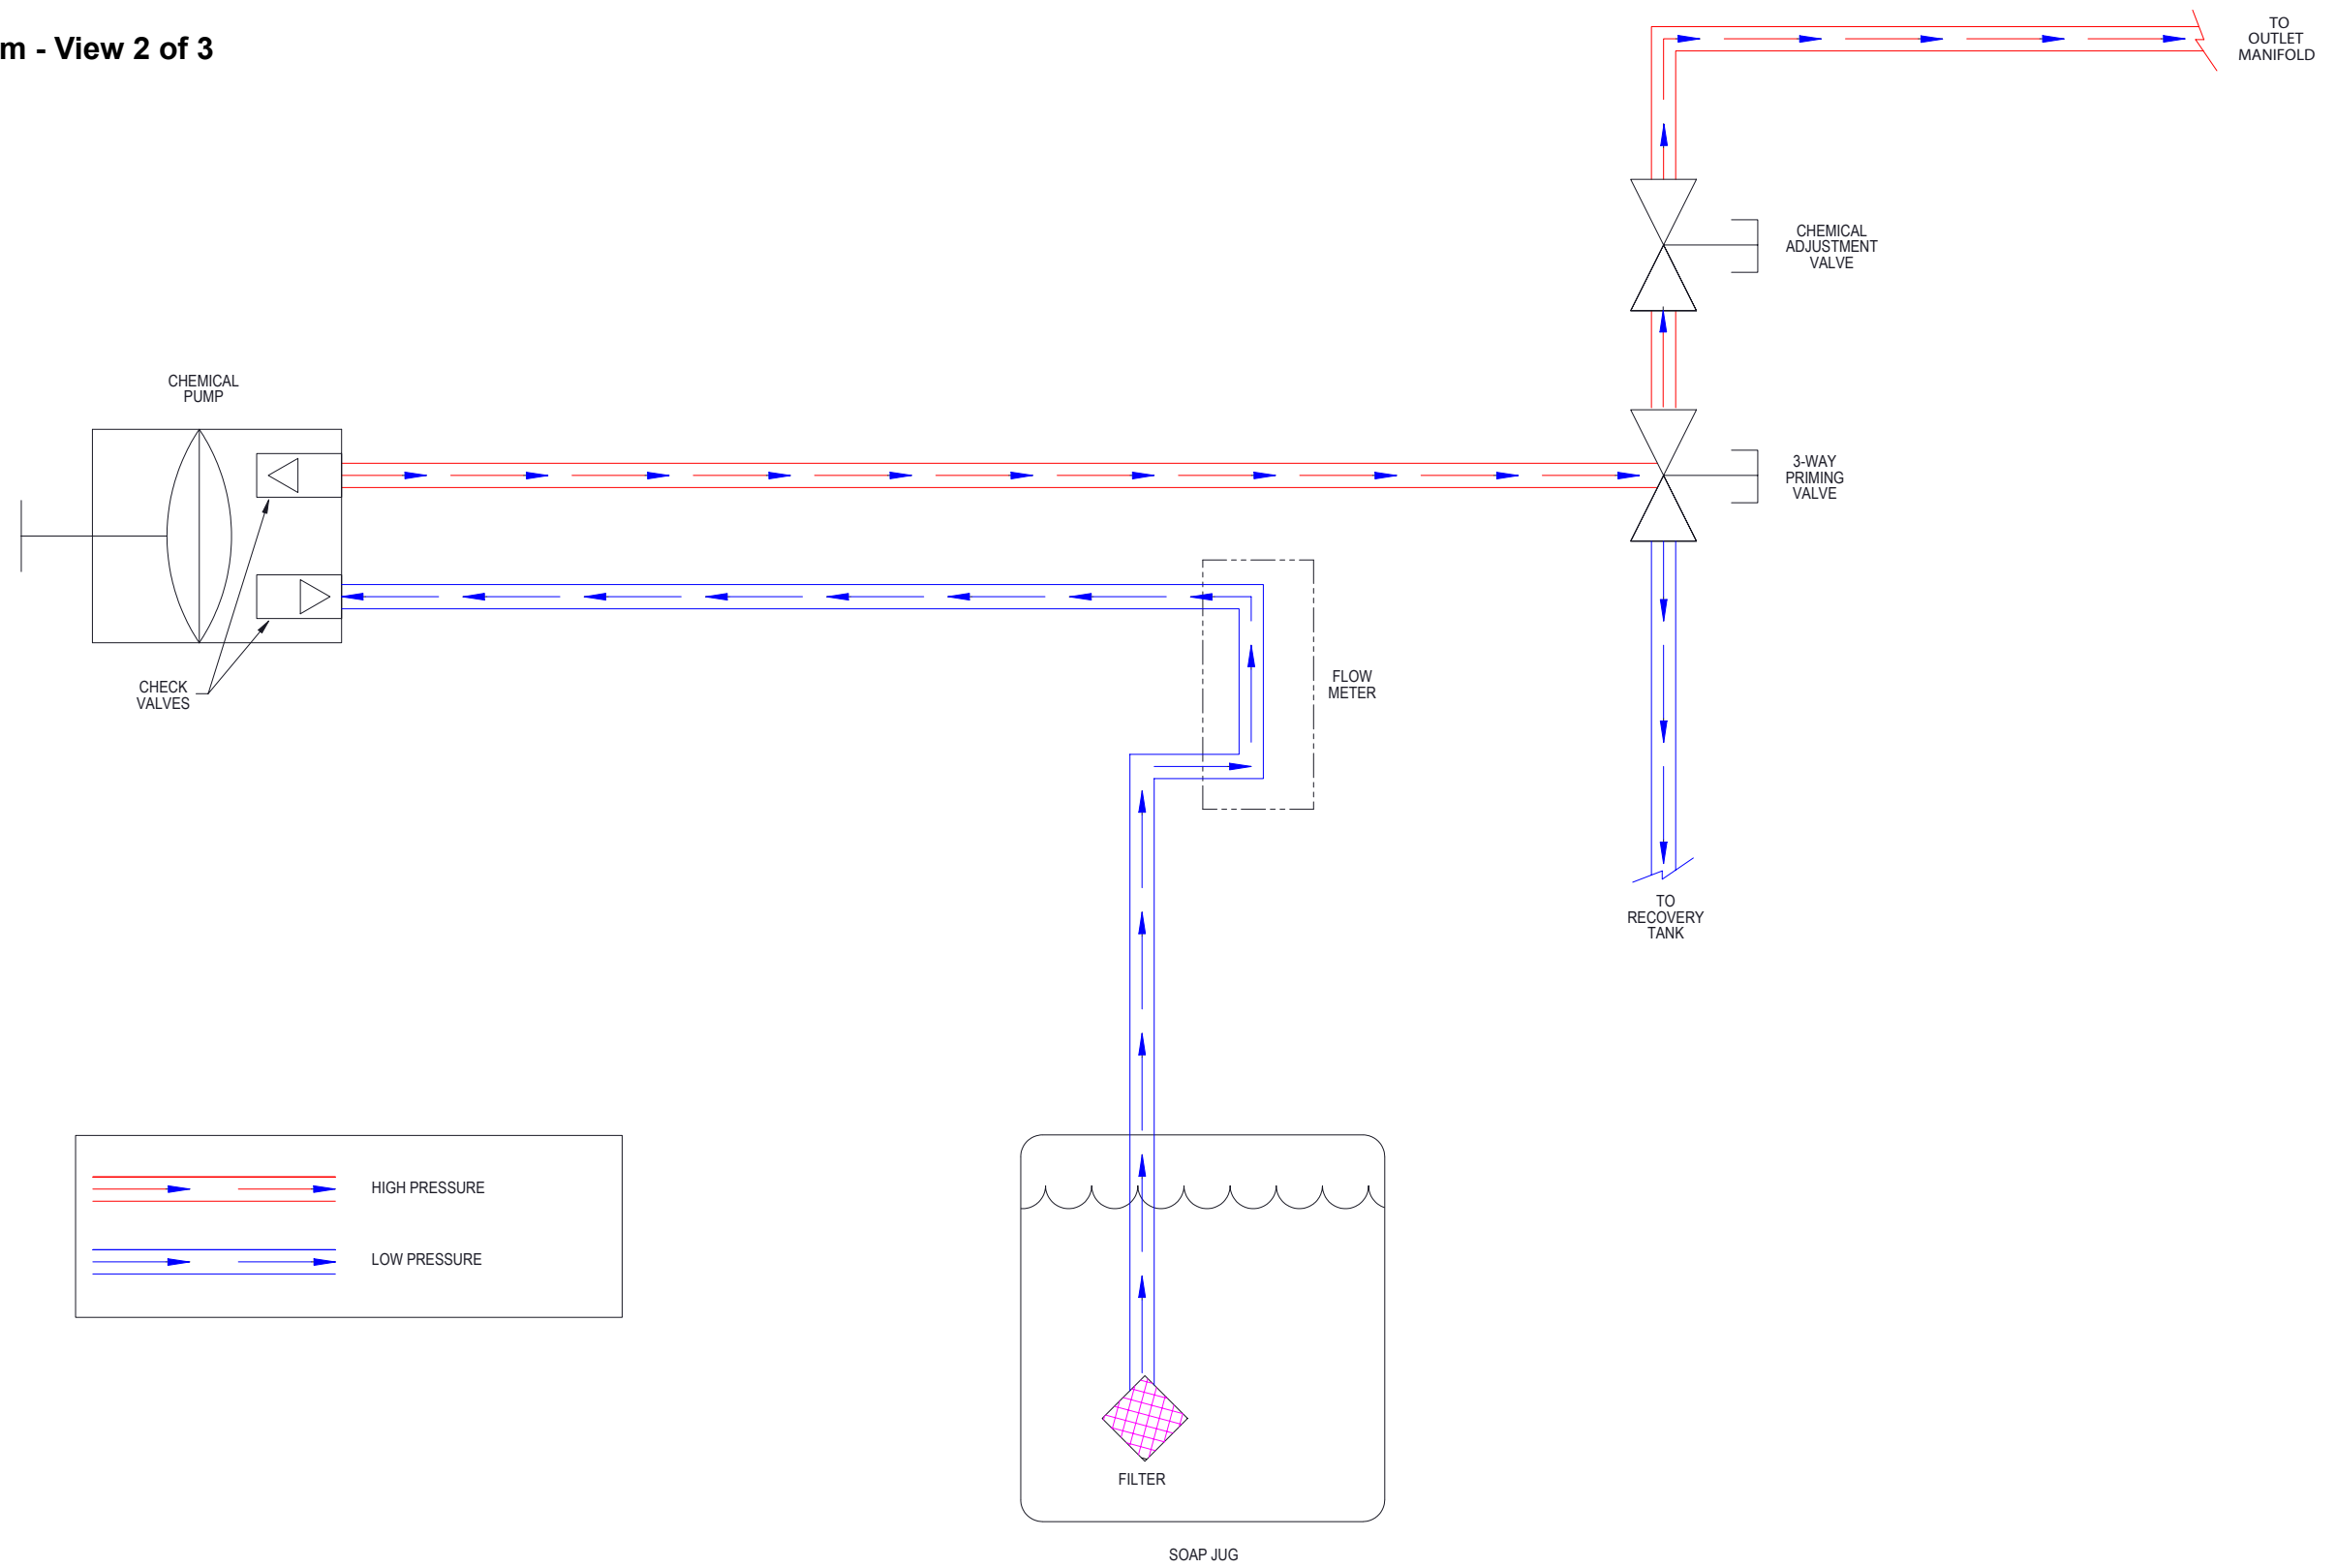 m - View 2 of 3
TO
OUTLET
MANIFOLD
CHEMICAL
ADJUSTMENT
VALVE
CHEMICAL
PUMP
3-WAY
PRIMING
VALVE
FLOW
METER
CHECK
VALVES
TO
RECOVERY
TANK
HIGH PRESSURE
LOW PRESSURE
FILTER
SOAP JUG